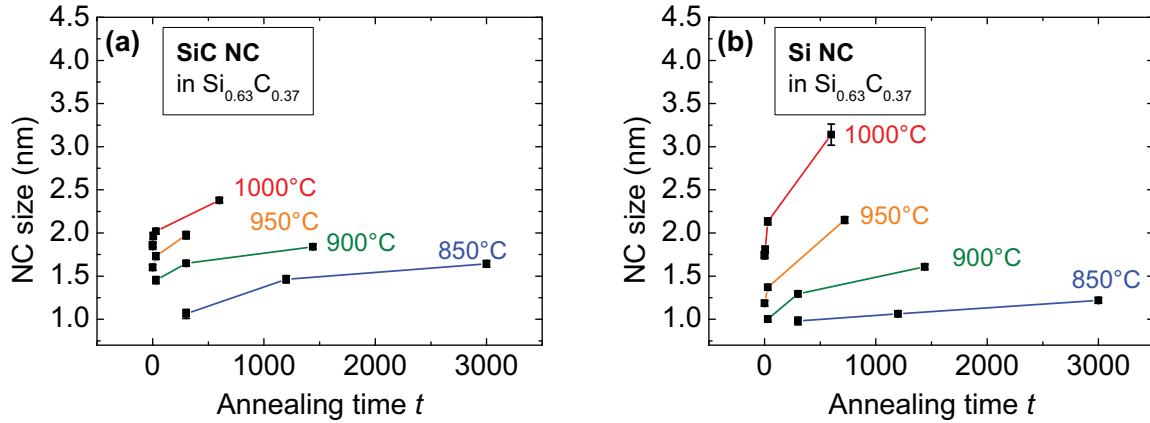 (a)
SiC NC
in Si₀.₆₃C₀.₃₇
4.5
4.0
3.5
3.0
2.5
2.0
1.5
1.0
NC size (nm)
1000°C
950°C
900°C
850°C
0
1000
2000
3000
Annealing time t
(b)
Si NC
in Si₀.₆₃C₀.₃₇
4.5
4.0
3.5
3.0
2.5
2.0
1.5
1.0
NC size (nm)
1000°C
950°C
900°C
850°C
0
1000
2000
3000
Annealing time t